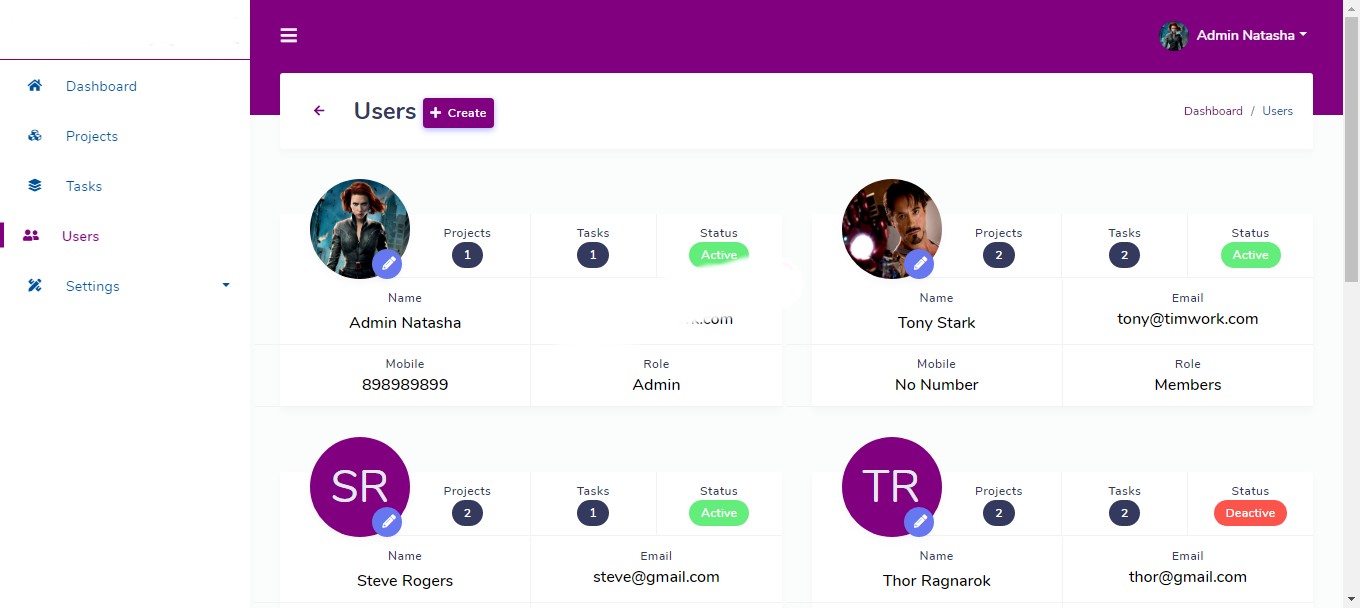 Admin Natasha
Dashboard
Projects
Tasks
Users
Settings
Users
+ Create
Dashboard / Users
Projects
1
Tasks
1
Status
Active
Name
Admin Natasha
.com
Mobile
898989899
Role
Admin
Projects
2
Tasks
2
Status
Active
Name
Tony Stark
Email
tony@timwork.com
Mobile
No Number
Role
Members
SR
Projects
2
Tasks
1
Status
Active
Name
Steve Rogers
Email
steve@gmail.com
TR
Projects
2
Tasks
2
Status
Deactive
Name
Thor Ragnarok
Email
thor@gmail.com